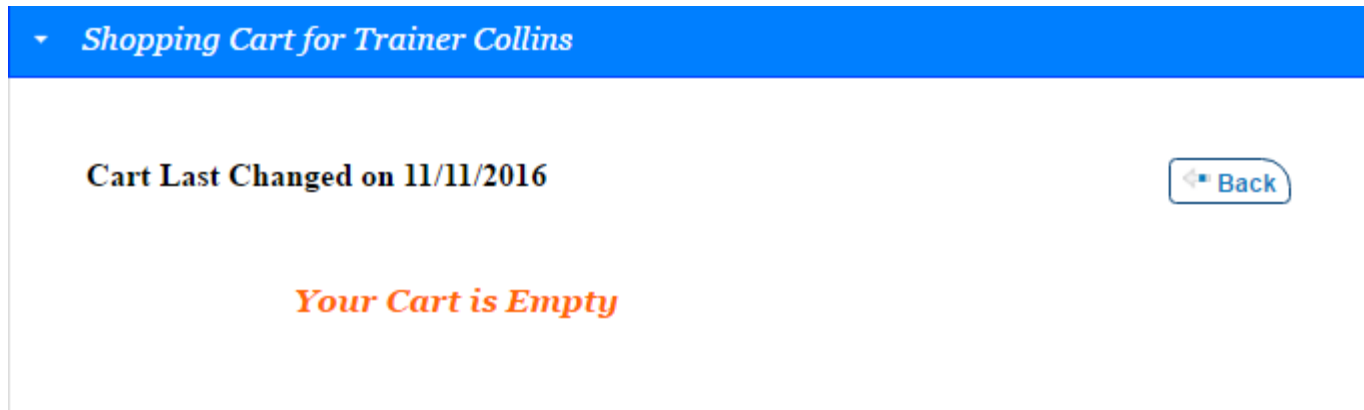 Shopping Cart for Trainer Collins
Cart Last Changed on 11/11/2016
Back
Your Cart is Empty